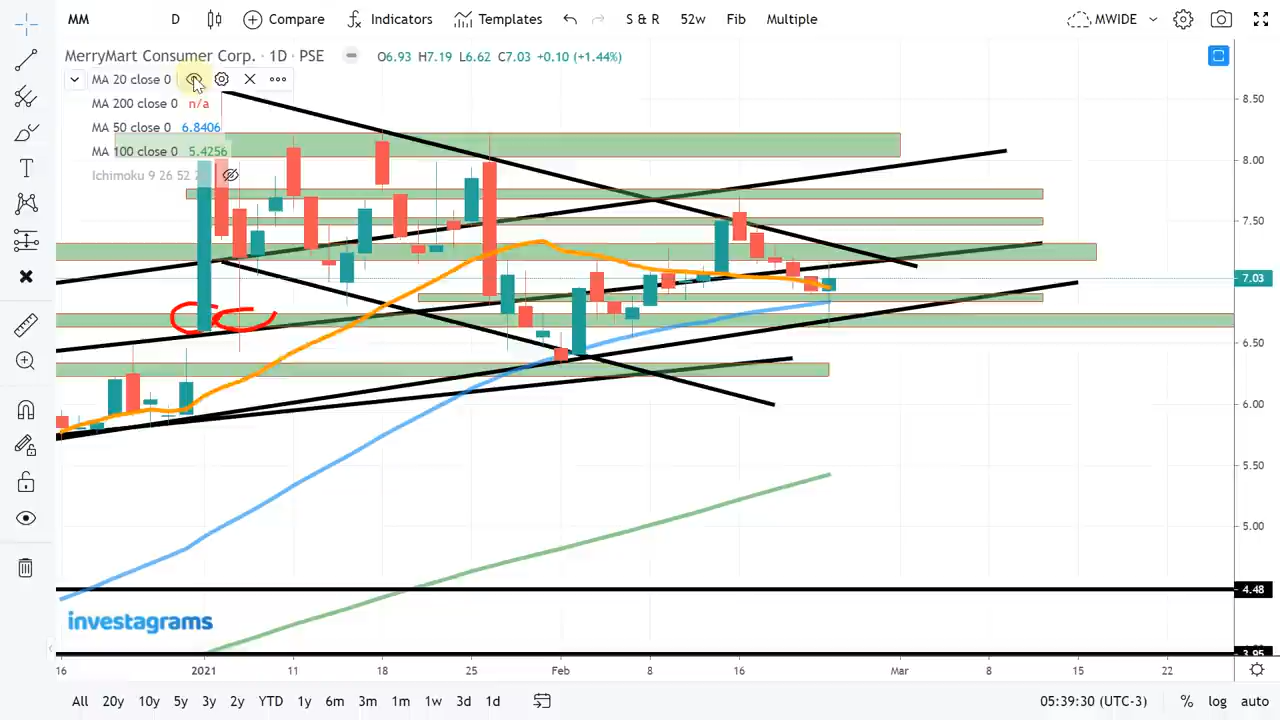 MM D Compare Indicators Templates S & R 52w Fib Multiple MWIDE
MerryMart Consumer Corp. · 1D · PSE O6.93 H7.19 L6.62 C7.03 +0.10 (+1.44%)
MA 20 close 0
MA 200 close 0 n/a
MA 50 close 0 6.8406
MA 100 close 0 5.4256
Ichimoku 9 26 52
8.50
8.00
7.50
7.03
6.50
6.00
5.50
5.00
4.48
3.95
investagrams
16 2021 11 18 25 Feb 8 16 Mar 8 15 22
All 20y 10y 5y 3y 2y YTD 1y 6m 3m 1m 1w 3d 1d 05:39:30 (UTC-3) % log auto